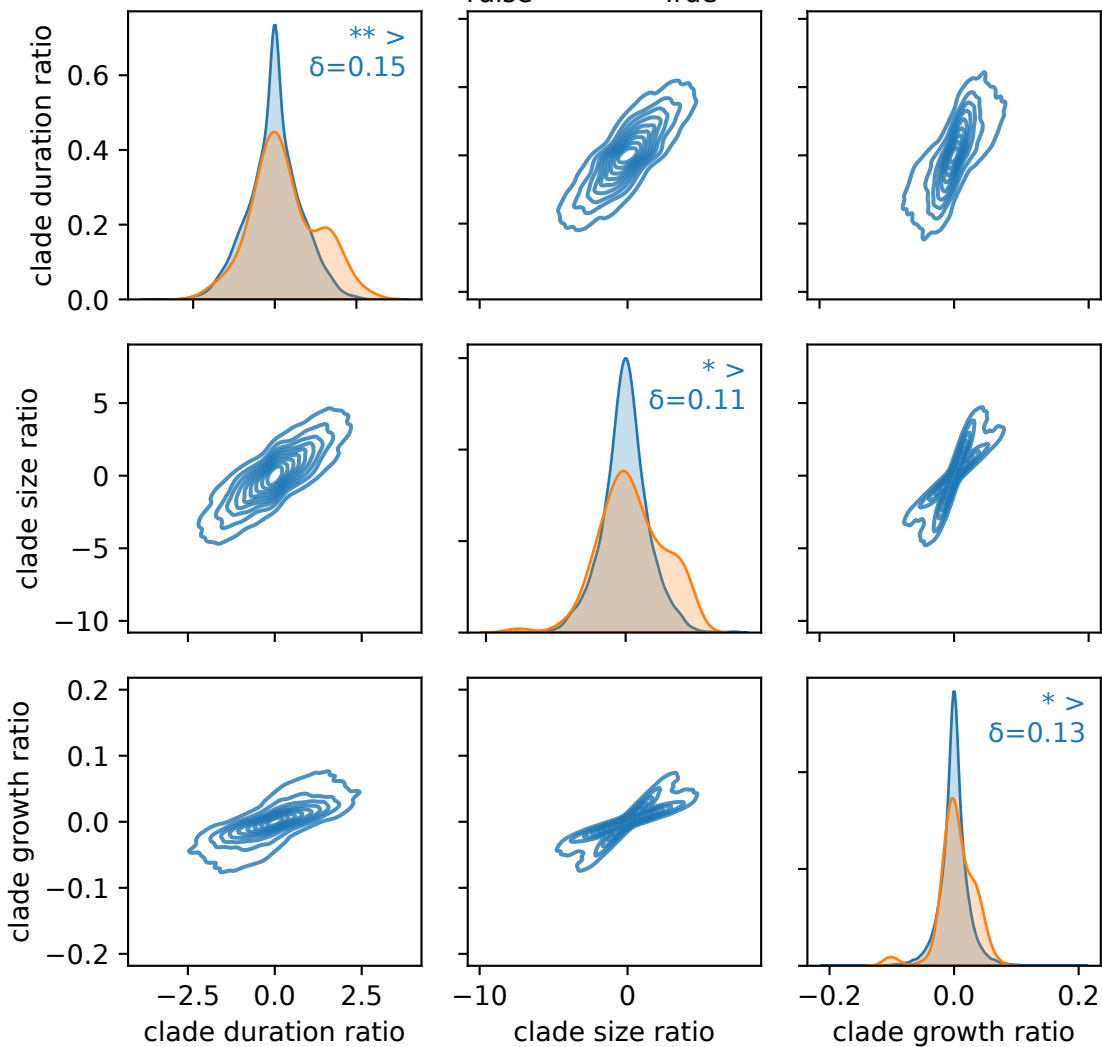 False True
clade duration ratio
0.6
0.4
0.2
0.0
** >
δ=0.15
clade size ratio
5
0
−5
−10
* >
δ=0.11
clade growth ratio
0.2
0.1
0.0
−0.1
−0.2
* >
δ=0.13
−2.5 0.0 2.5
−10 0
−0.2 0.0 0.2
clade duration ratio
clade size ratio
clade growth ratio